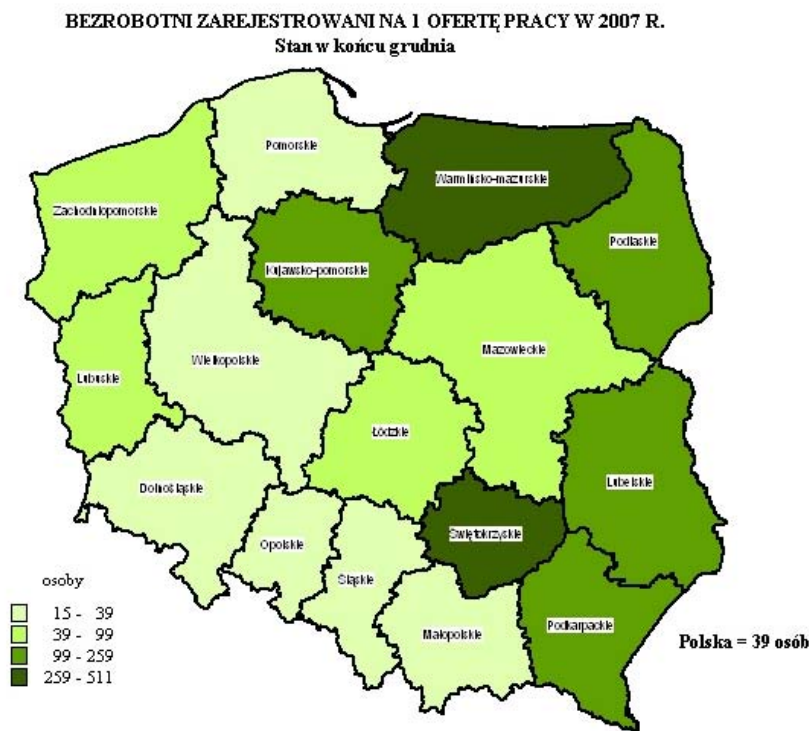 BEZROBOTNI ZAREJESTROWANI NA 1 OFERTĘ PRACY W 2007 R.
Stan w końcu grudnia
Pomorskie
Warmińsko-mazurskie
Zachodniopomorskie
Podlaskie
Kujawsko-pomorskie
Mazowieckie
Wielkopolskie
Lubuskie
Łódzkie
Lubelskie
Dolnośląskie
Świętokrzyskie
Opolskie
Śląskie
Małopolskie
Podkarpackie
osoby
15 - 39
39 - 99
99 - 259
259 - 511
Polska = 39 osób